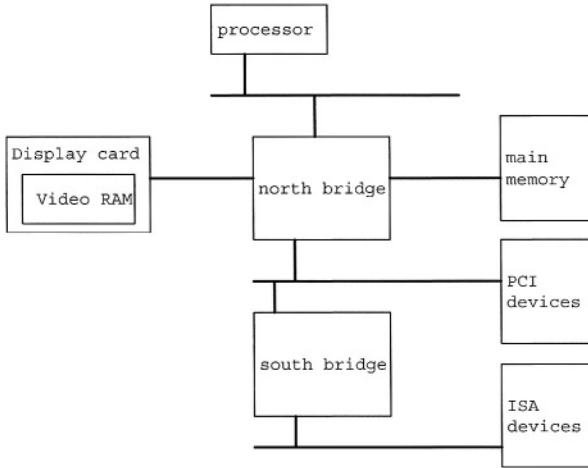 processor
Display card
Video RAM
north bridge
main
memory
PCI
devices
south bridge
ISA
devices